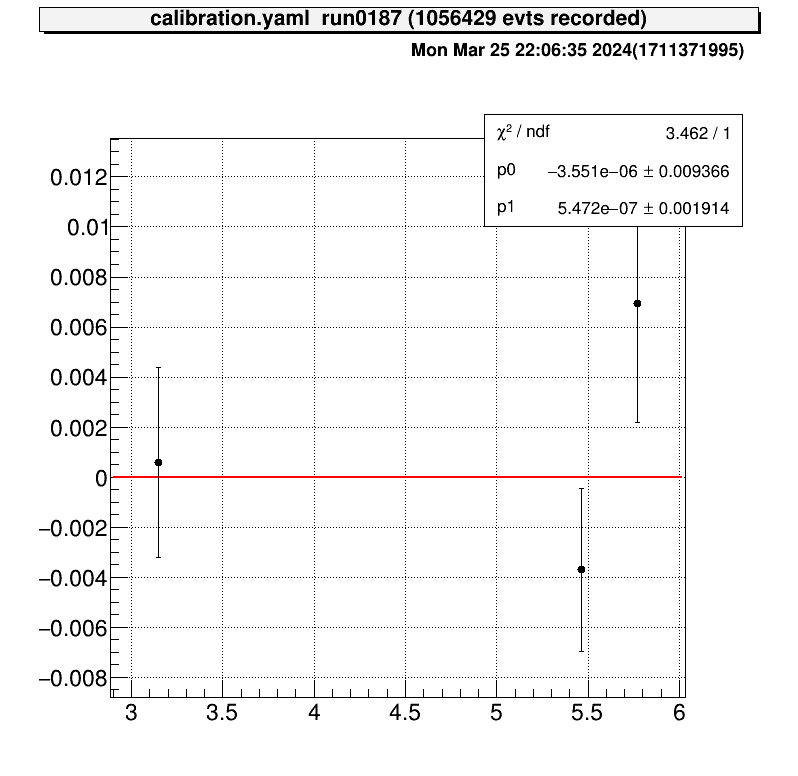 calibration.yaml run0187 (1056429 evts recorded)
Mon Mar 25 22:06:35 2024(1711371995)
χ² / ndf 3.462 / 1
p0 −3.551e−06 ± 0.009366
p1 5.472e−07 ± 0.001914
0.012
0.01
0.008
0.006
0.004
0.002
0
−0.002
−0.004
−0.006
−0.008
3 3.5 4 4.5 5 5.5 6